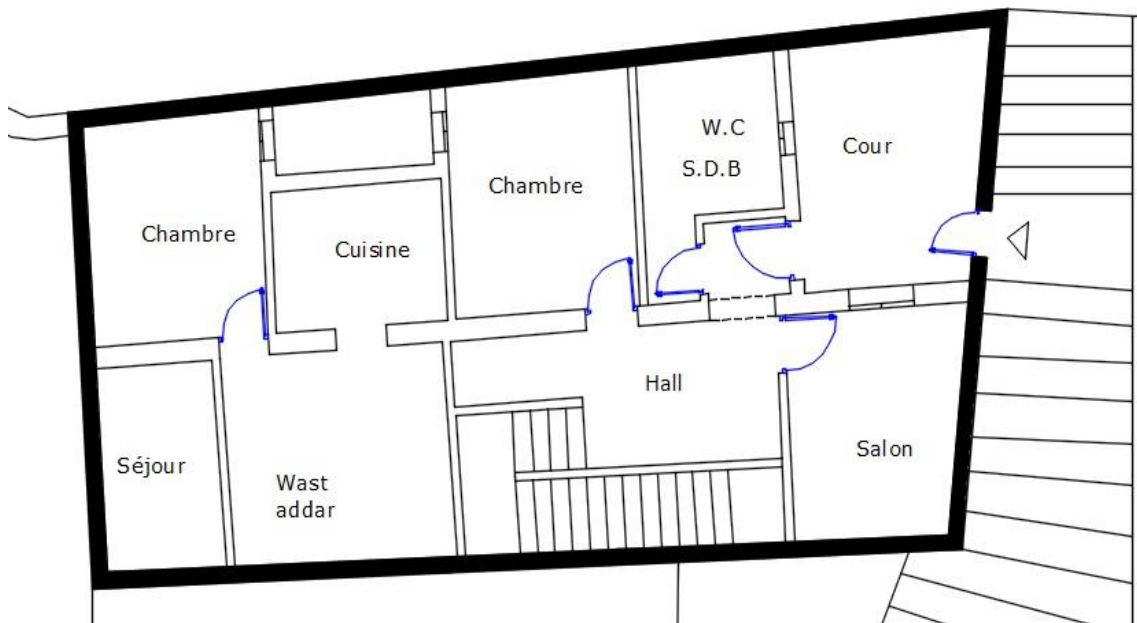 W.C
S.D.B
Cour
Chambre
Chambre
Cuisine
Hall
Salon
Séjour
Wast
addar